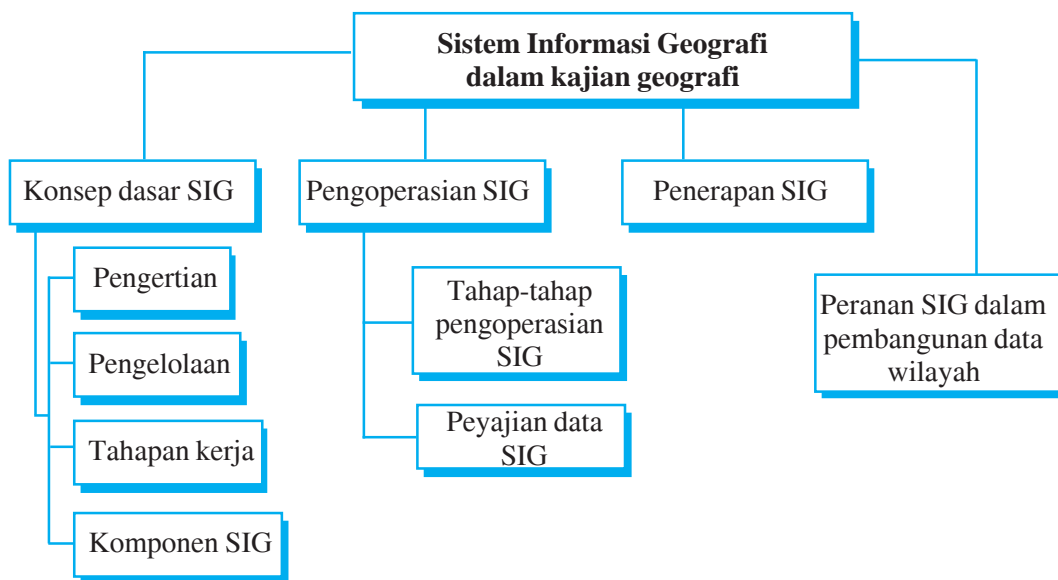 Sistem Informasi Geografi
dalam kajian geografi
Konsep dasar SIG
Pengertian
Pengelolaan
Tahapan kerja
Komponen SIG
Pengoperasian SIG
Tahap-tahap
pengoperasian
SIG
Peyajian data
SIG
Penerapan SIG
Peranan SIG dalam
pembangunan data
wilayah